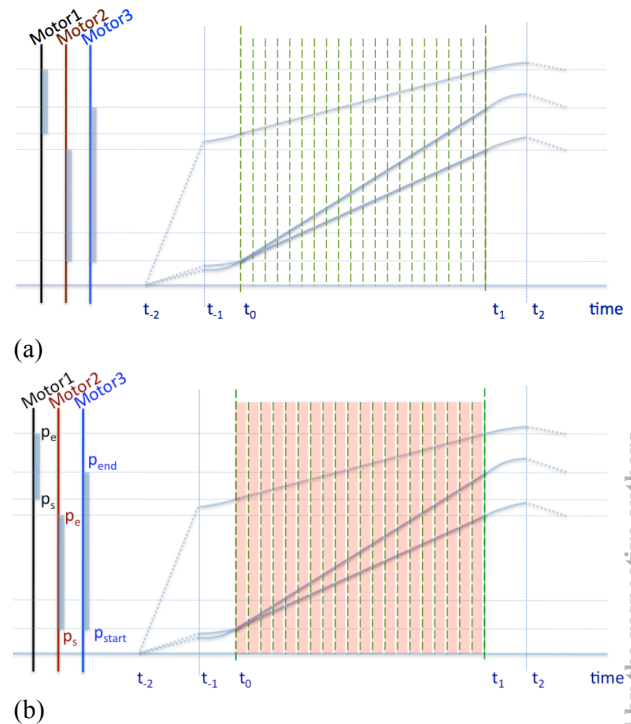 Motor1
Motor2
Motor3
t-2
t-1
t0
t1
t2
time
(a)
Motor1
Motor2
Motor3
pe
pend
ps
pe
ps
pstart
t-2
t-1
t0
t1
t2
time
(b)